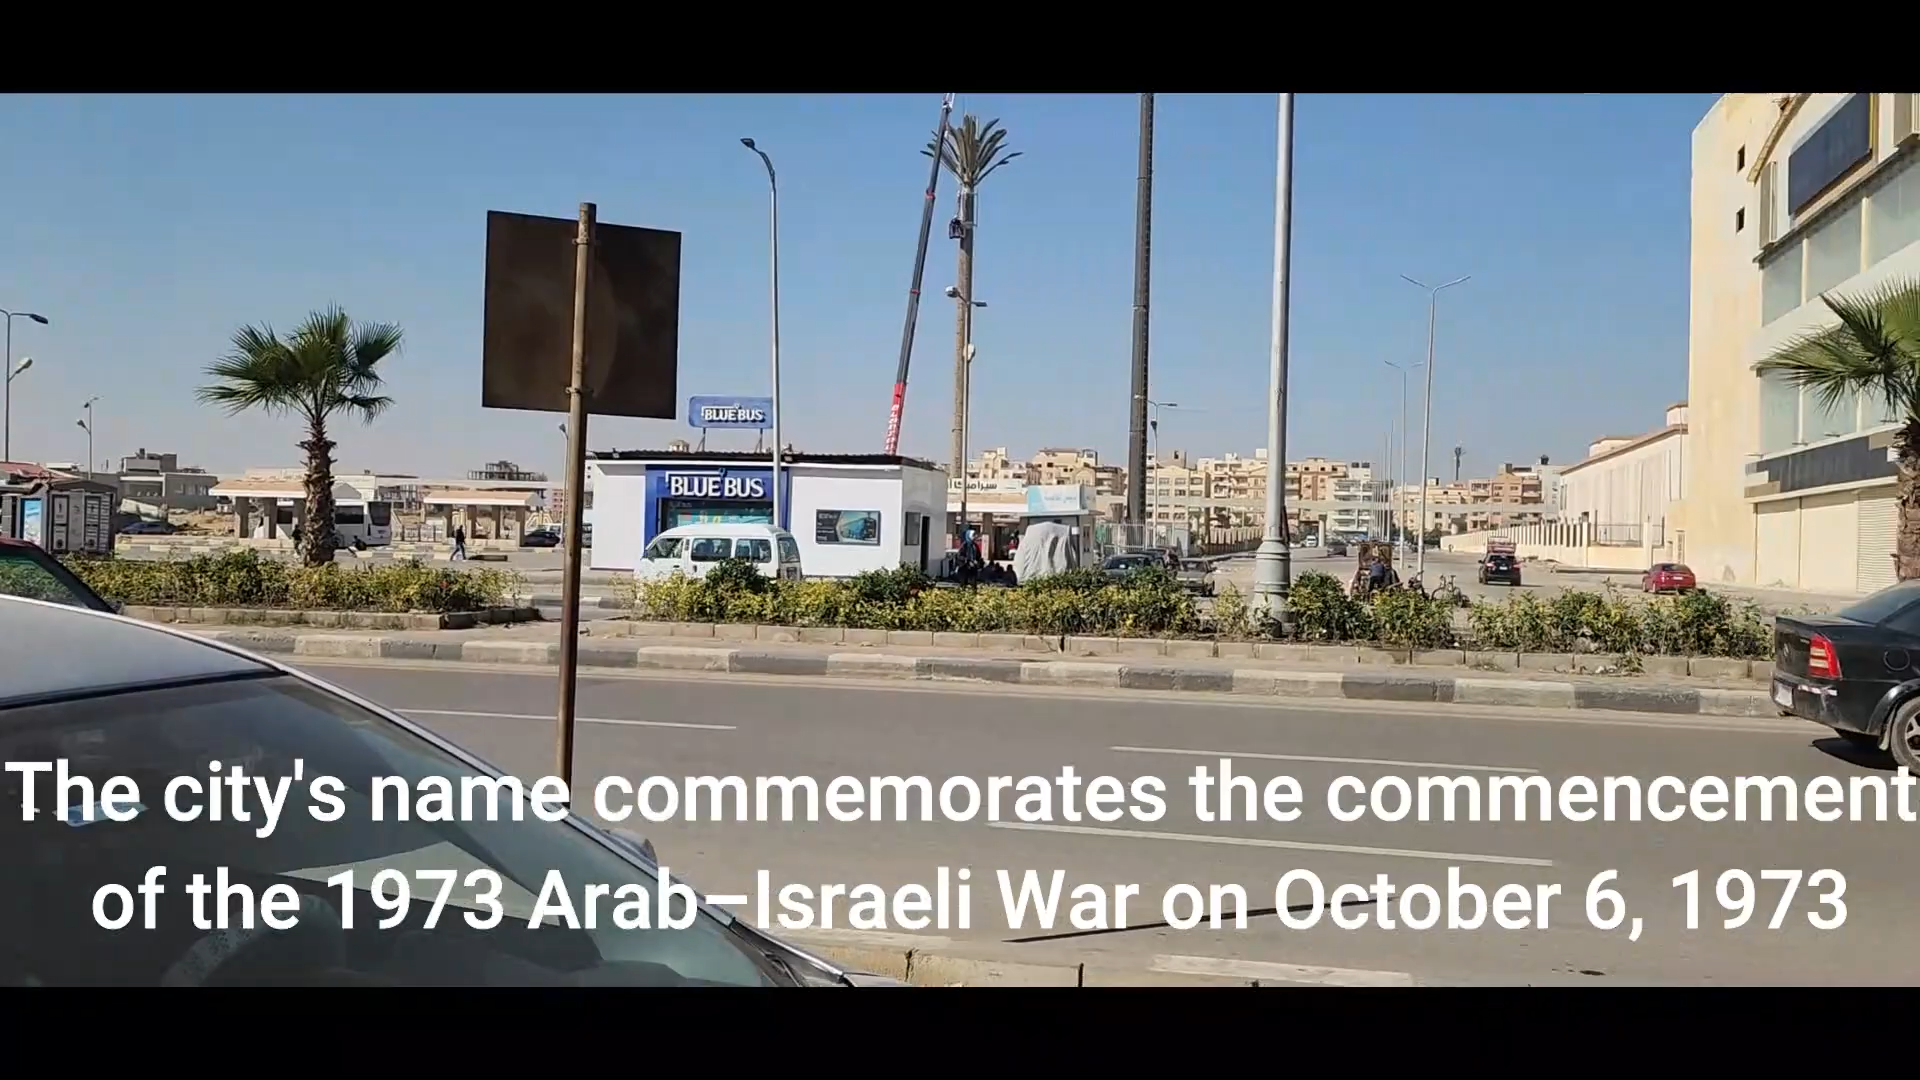 BLUE BUS
BLUE BUS
سيراميكا
The city's name commemorates the commencement
of the 1973 Arab–Israeli War on October 6, 1973